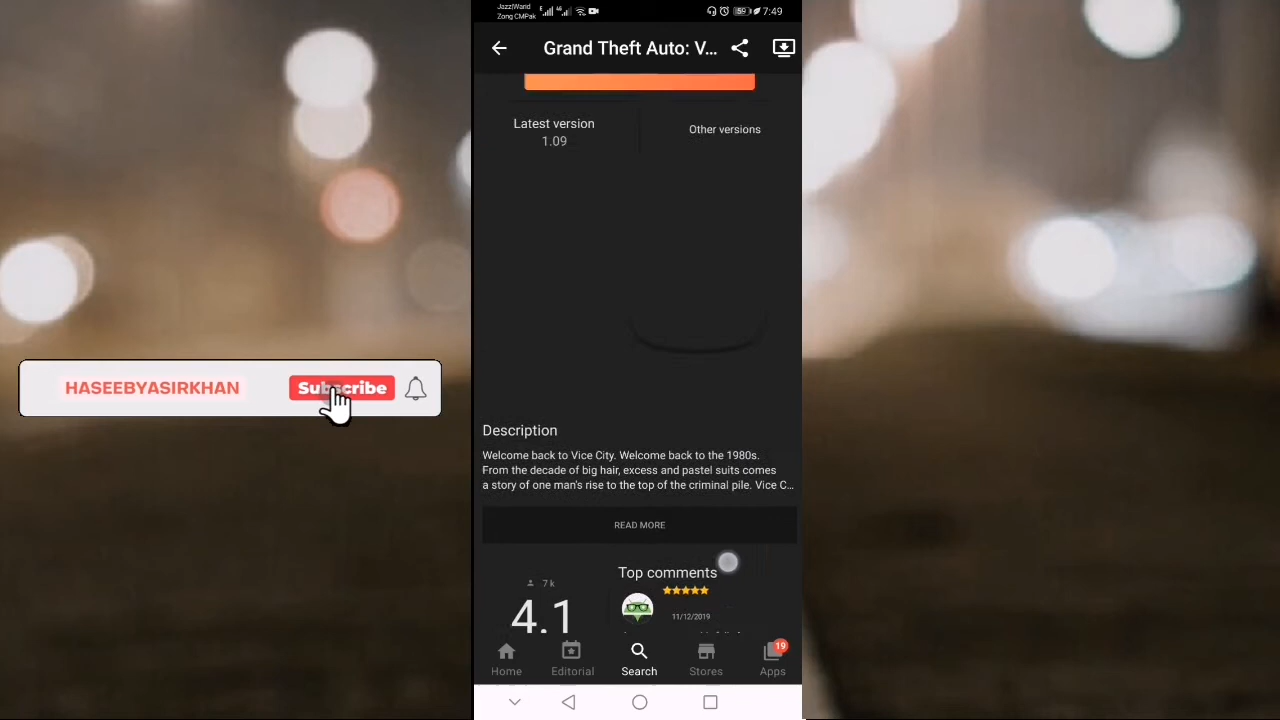 Jazz|Warid
Zong CMPak
59
7:49
Grand Theft Auto: V...
Latest version
1.09
Other versions
HASEEBYASIRKHAN
Subscribe
Description
Welcome back to Vice City. Welcome back to the 1980s.
From the decade of big hair, excess and pastel suits comes
a story of one man's rise to the top of the criminal pile. Vice C...
READ MORE
7 k
4.1
Top comments
11/12/2019
Home
Editorial
Search
Stores
Apps
19